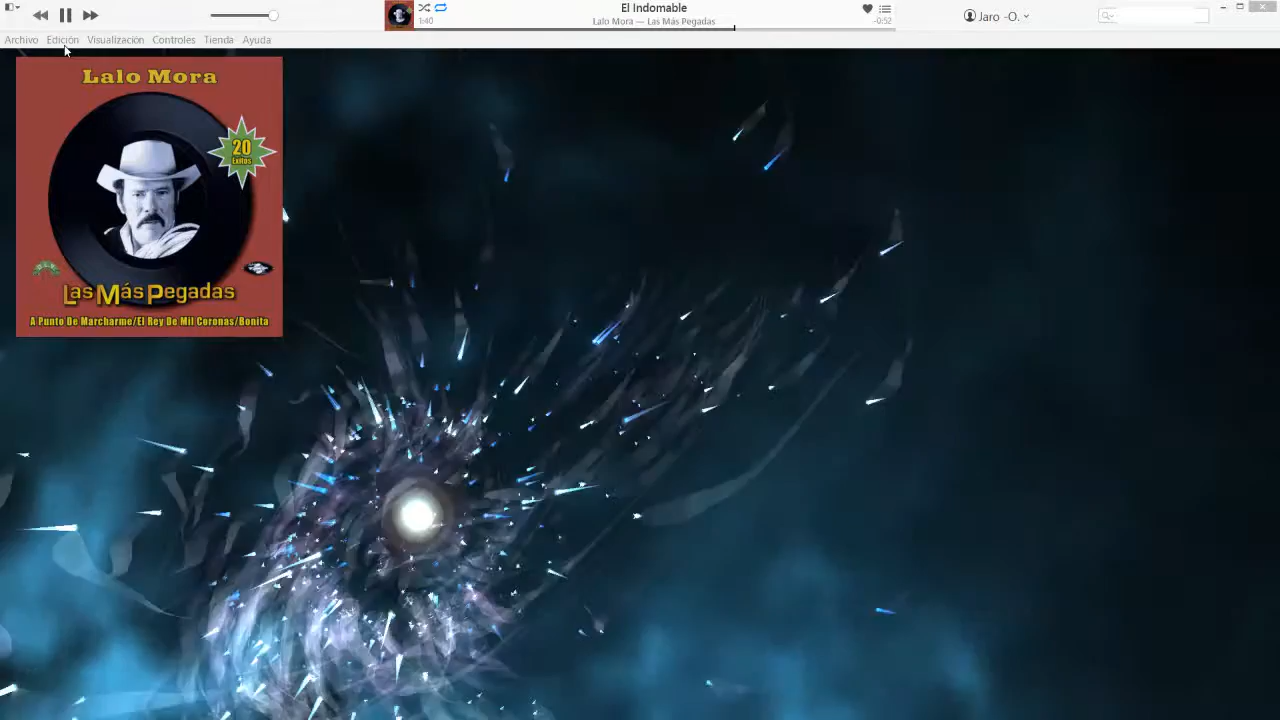 El Indomable
1:40
Lalo Mora — Las Más Pegadas
-0:52
Jaro -O.
Archivo Edición Visualización Controles Tienda Ayuda
Lalo Mora
20
Éxitos
Las Más Pegadas
A Punto De Marcharme/El Rey De Mil Coronas/Bonita